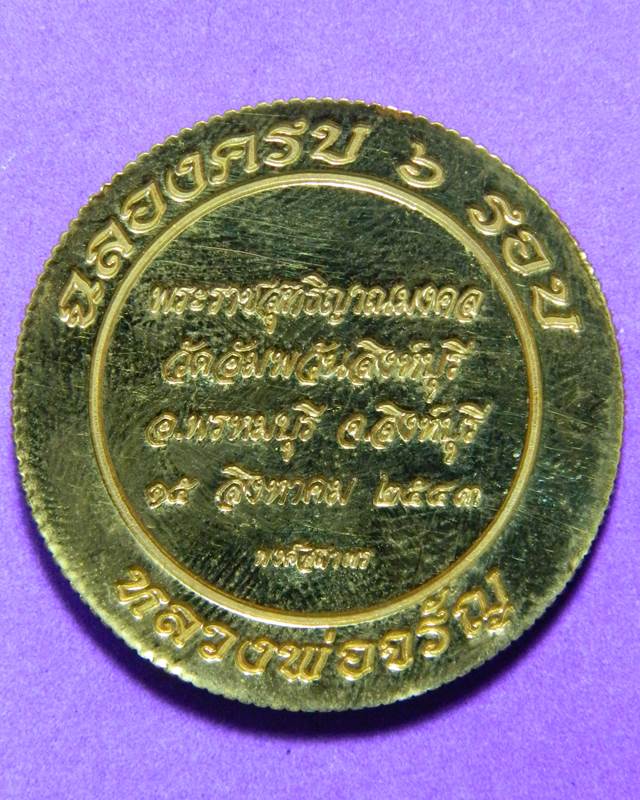 ฉลองครบ ๖ รอบ
พระราชสุทธิญาณมงคล
วัดอัมพวันสิงห์บุรี
อ.พรหมบุรี จ.สิงห์บุรี
๑๕ สิงหาคม ๒๕๔๓
หลวงพ่อจรัญ